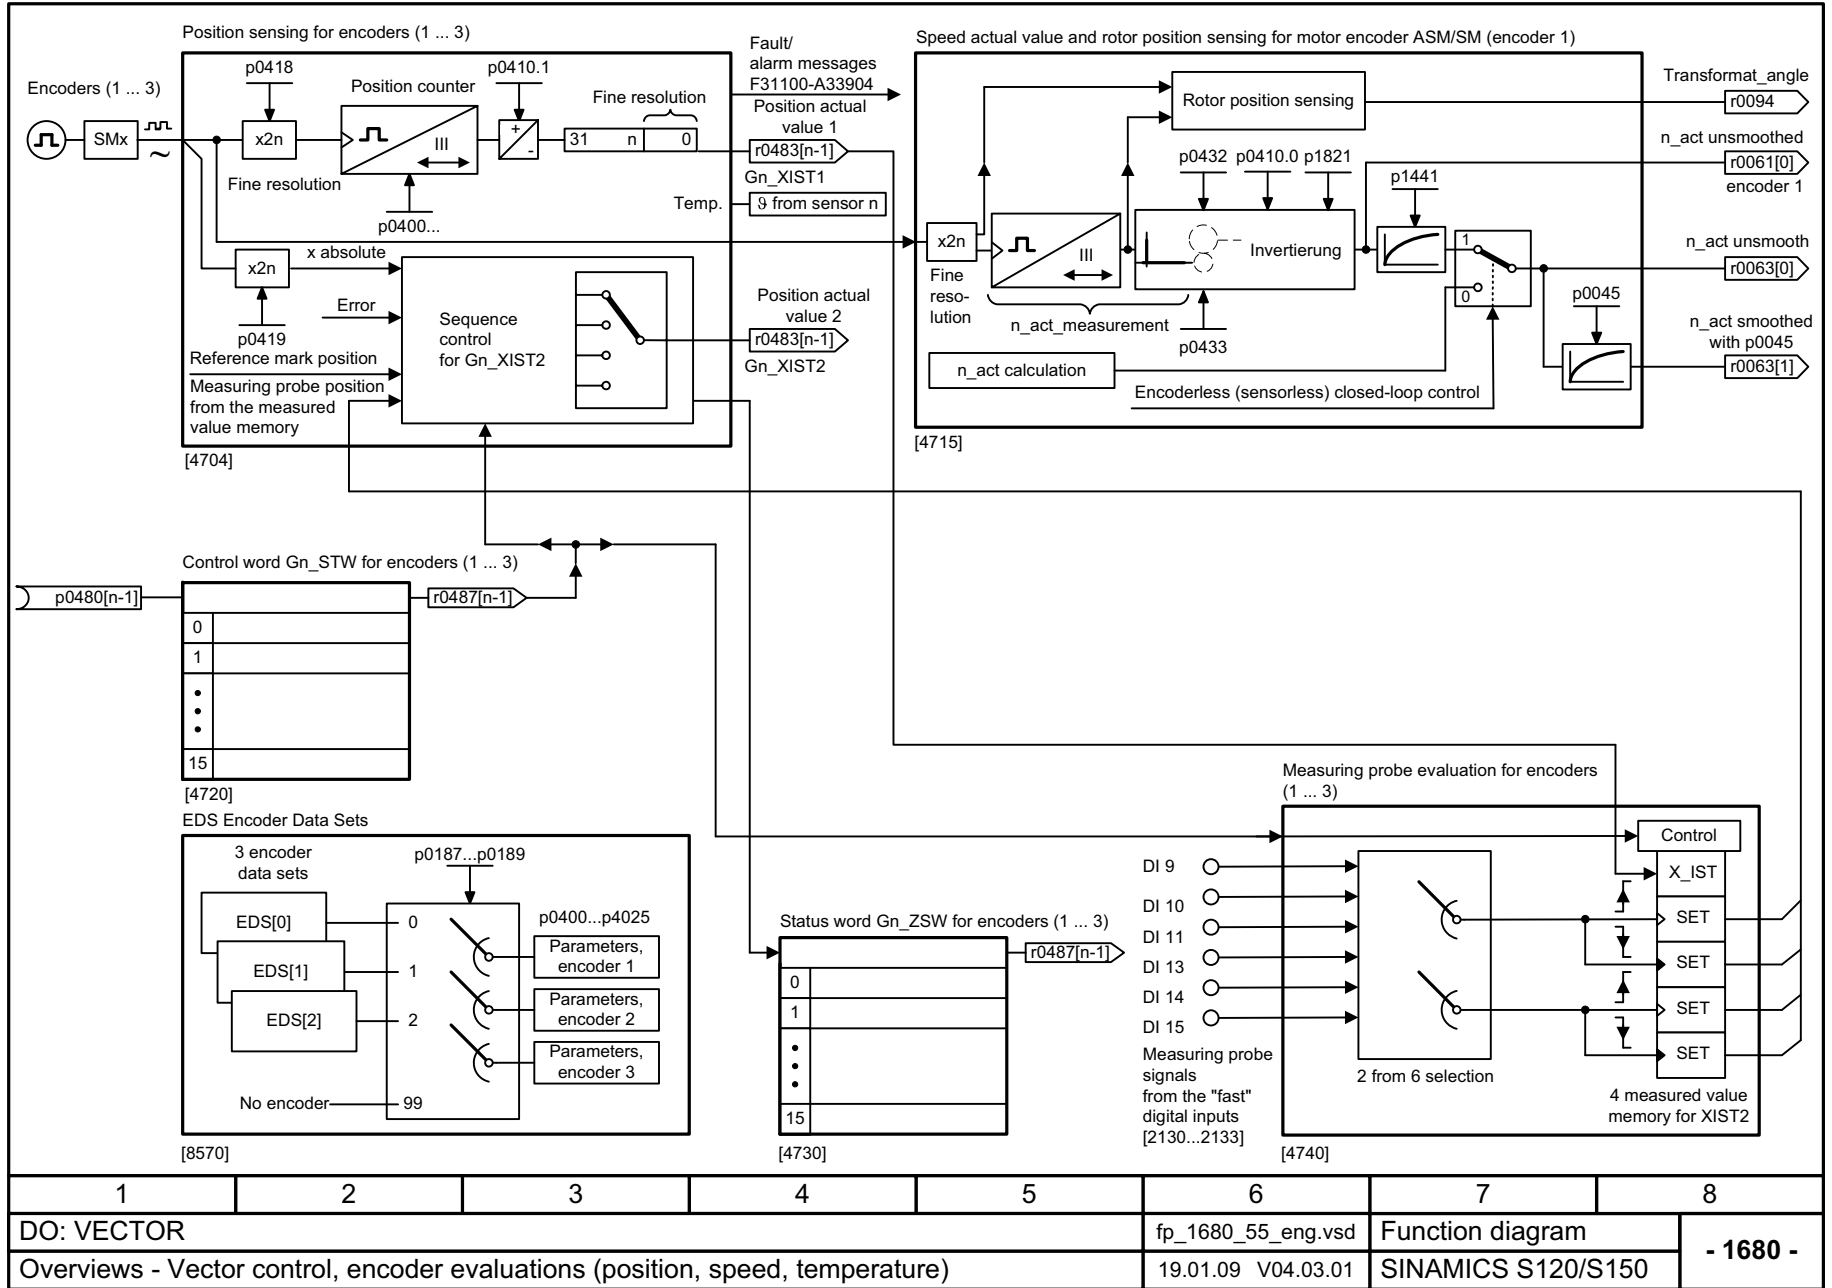 Position sensing for encoders (1 ... 3)
Encoders (1 ... 3)
SMx
p0418
x2n
Fine resolution
Position counter
III
p0400...
p0410.1
+
-
Fine resolution
31 n 0
x2n
p0419
x absolute
Error
Reference mark position
Measuring probe position
from the measured
value memory
Sequence
control
for Gn_XIST2
[4704]
Fault/
alarm messages
F31100-A33904
Position actual
value 1
r0483[n-1]
Gn_XIST1
Temp.
ϑ from sensor n
Position actual
value 2
r0483[n-1]
Gn_XIST2
Speed actual value and rotor position sensing for motor encoder ASM/SM (encoder 1)
Rotor position sensing
x2n
Fine
reso-
lution
III
n_act_measurement
p0432 p0410.0 p1821
Invertierung
p0433
p1441
1
0
n_act calculation
Encoderless (sensorless) closed-loop control
p0045
[4715]
Transformat_angle
r0094
n_act unsmoothed
r0061[0]
encoder 1
n_act unsmooth
r0063[0]
n_act smoothed
with p0045
r0063[1]
Control word Gn_STW for encoders (1 ... 3)
p0480[n-1]
r0487[n-1]
0
1
15
[4720]
EDS Encoder Data Sets
3 encoder
data sets
EDS[0]
EDS[1]
EDS[2]
No encoder
p0187...p0189
0
1
2
99
p0400...p4025
Parameters,
encoder 1
Parameters,
encoder 2
Parameters,
encoder 3
[8570]
Status word Gn_ZSW for encoders (1 ... 3)
r0487[n-1]
0
1
15
[4730]
Measuring probe evaluation for encoders
(1 ... 3)
DI 9
DI 10
DI 11
DI 13
DI 14
DI 15
Measuring probe
signals
from the "fast"
digital inputs
[2130...2133]
2 from 6 selection
Control
X_IST
SET
SET
SET
SET
4 measured value
memory for XIST2
[4740]
1 2 3 4 5 6 7 8
DO: VECTOR
fp_1680_55_eng.vsd
Function diagram
- 1680 -
Overviews - Vector control, encoder evaluations (position, speed, temperature)
19.01.09 V04.03.01
SINAMICS S120/S150